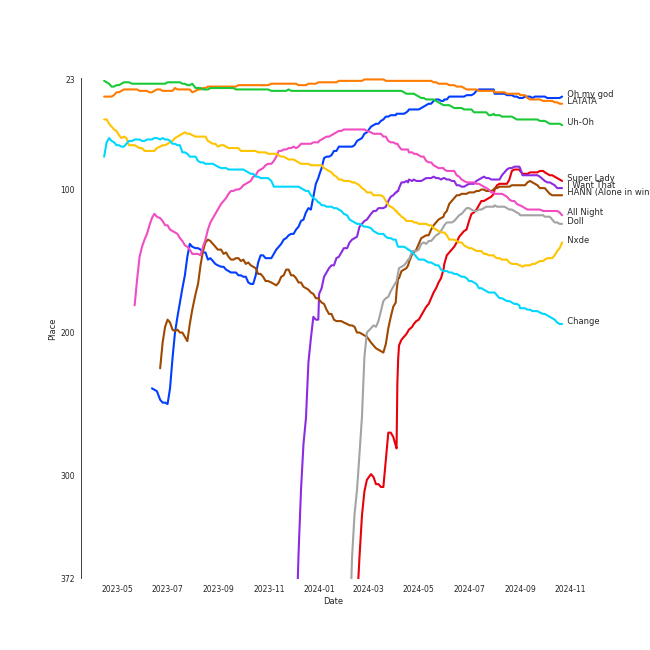 23
100
200
300
372
Place
2023-05
2023-07
2023-09
2023-11
2024-01
2024-03
2024-05
2024-07
2024-09
2024-11
Date
Oh my god
LATATA
Uh-Oh
Super Lady
I Want That
HANN (Alone in win
All Night
Doll
Nxde
Change